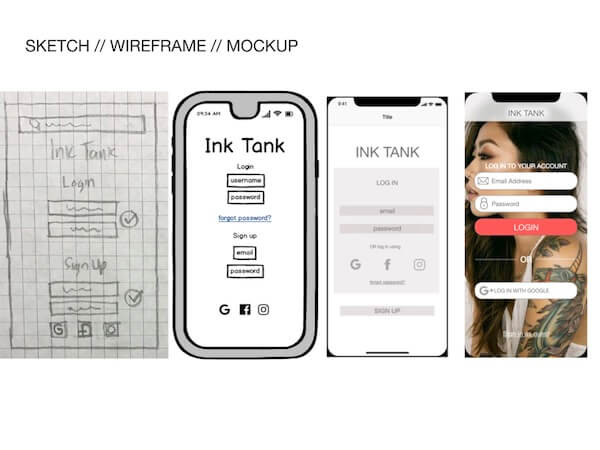 SKETCH // WIREFRAME // MOCKUP
Ink Tank
Login
Sign Up
G f
09:34 AM
Ink Tank
Login
username
password
forgot password?
Sign up
email
password
G f
9:41
Title
INK TANK
LOG IN
email
password
OR log in using
G f
forgot password?
SIGN UP
INK TANK
LOG IN TO YOUR ACCOUNT
Email Address
Password
LOGIN
OR
G+ LOG IN WITH GOOGLE